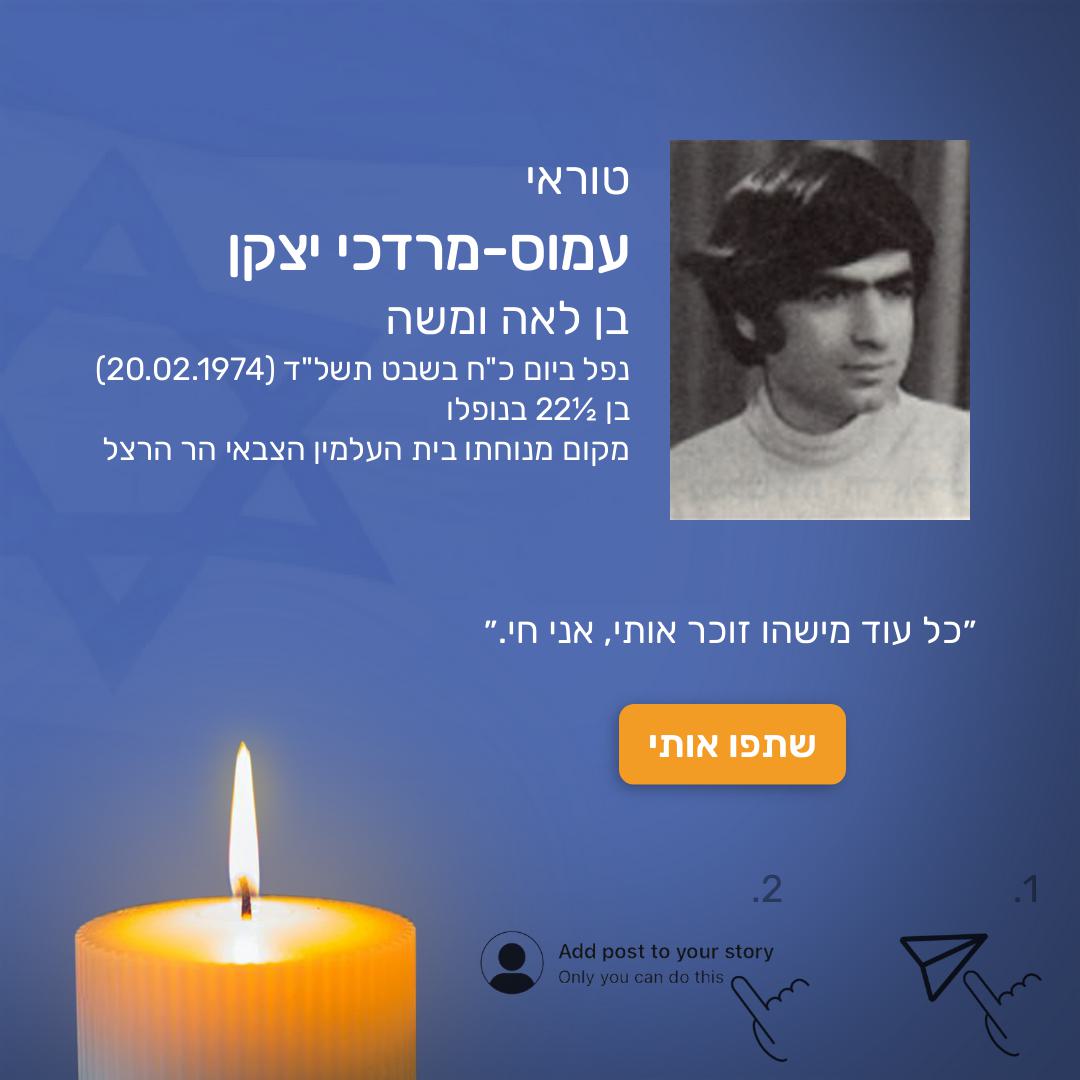 טוראי
עמוס-מרדכי יצקן
בן לאה ומשה
נפל ביום כ"ח בשבט תשל"ד (20.02.1974)
בן 22½ בנופלו
מקום מנוחתו בית העלמין הצבאי הר הרצל
״כל עוד מישהו זוכר אותי, אני חי.״
שתפו אותי
.1
.2
Add post to your story
Only you can do this